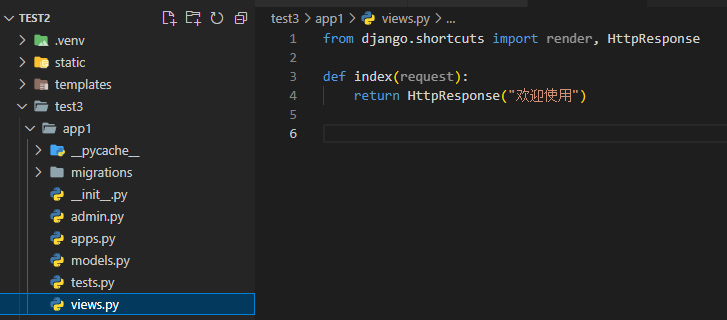 TEST2
.venv
static
templates
test3
app1
__pycache__
migrations
__init__.py
admin.py
apps.py
models.py
tests.py
views.py
test3 > app1 > views.py > ...
1 from django.shortcuts import render, HttpResponse
2
3 def index(request):
4 return HttpResponse("欢迎使用")
5
6